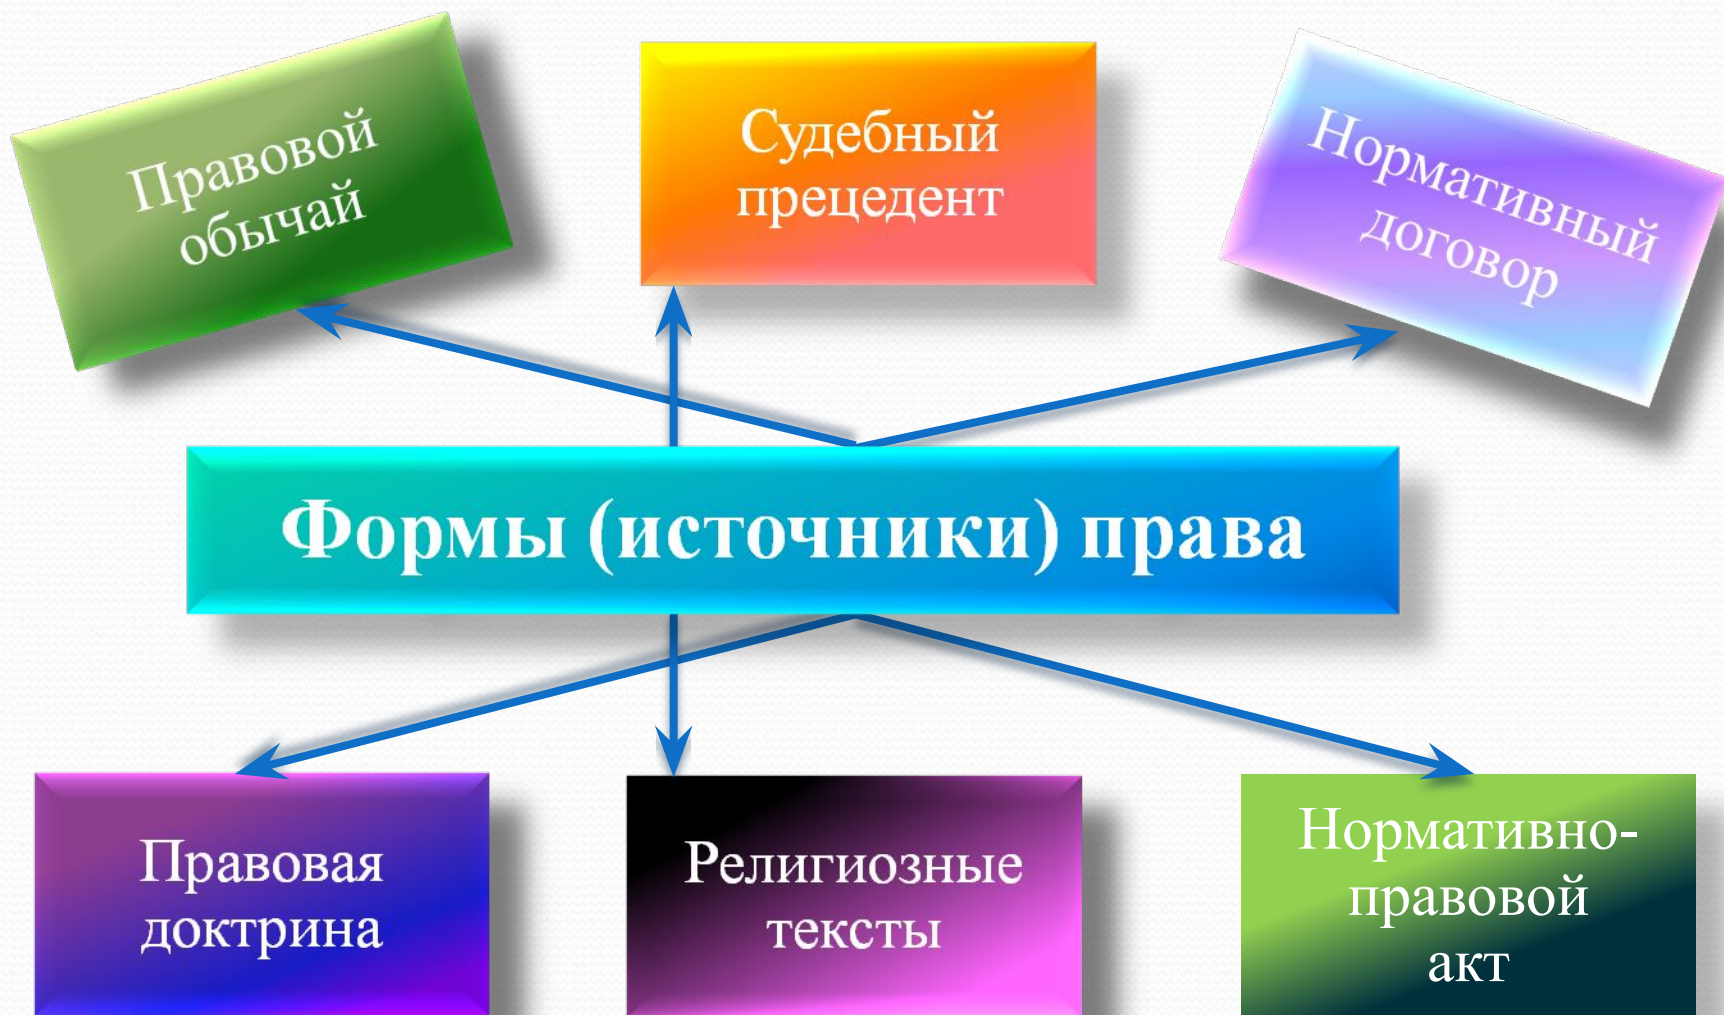 Правовой
обычай
Судебный
прецедент
Нормативный
договор
Формы (источники) права
Правовая
доктрина
Религиозные
тексты
Нормативно-
правовой
акт